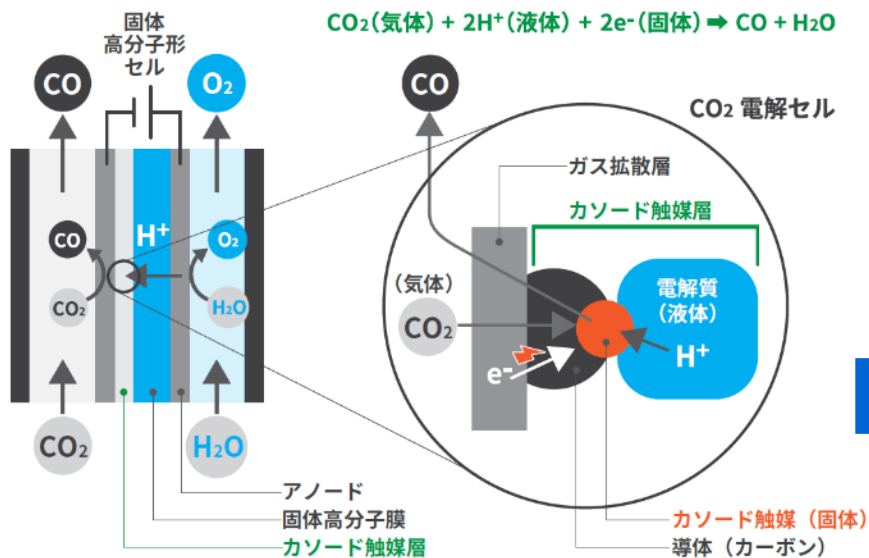 CO₂(気体) + 2H⁺(液体) + 2e⁻(固体) ➡ CO + H₂O
固体
高分子形
セル
CO
O₂
CO
CO₂ 電解セル
ガス拡散層
カソード触媒層
H⁺
CO
O₂
CO₂
H₂O
(気体)
CO₂
電解質
(液体)
H⁺
e⁻
CO₂
H₂O
アノード
固体高分子膜
カソード触媒層
カソード触媒(固体)
導体(カーボン)